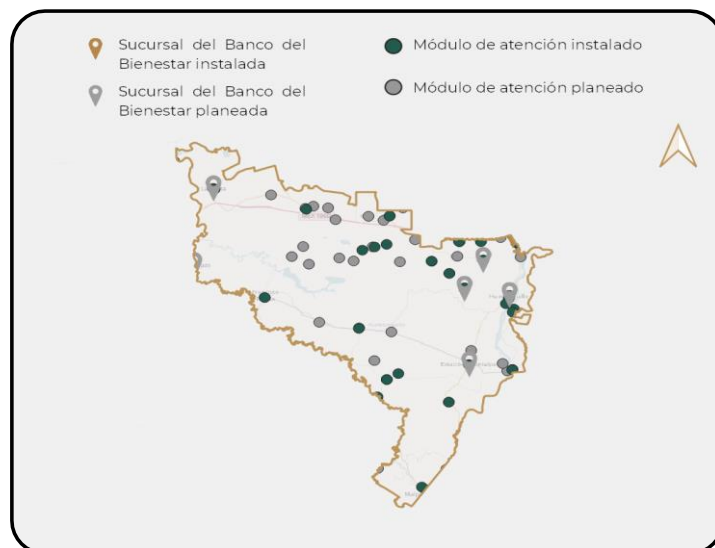 Sucursal del Banco del
Bienestar instalada
Sucursal del Banco del
Bienestar planeada
Módulo de atención instalado
Módulo de atención planeado